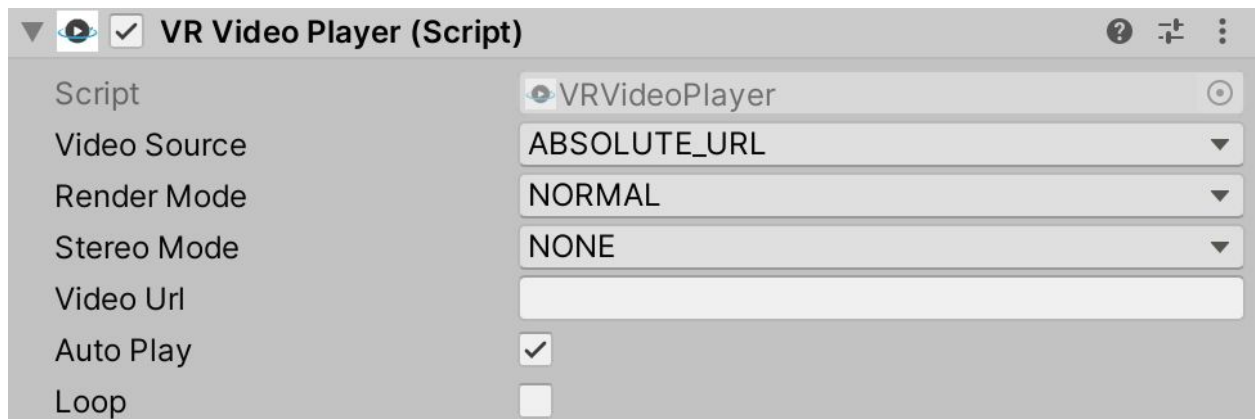 VR Video Player (Script)
Script VRVideoPlayer
Video Source ABSOLUTE_URL
Render Mode NORMAL
Stereo Mode NONE
Video Url
Auto Play
Loop